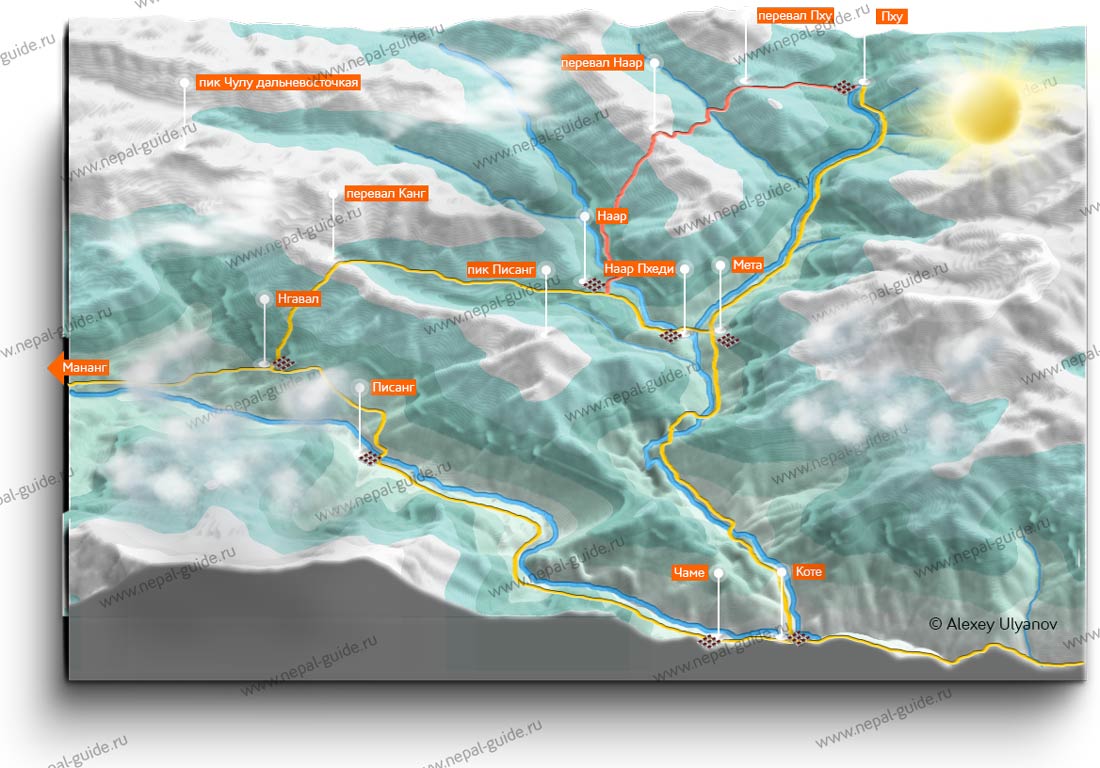 перевал Пху
Пху
перевал Наар
пик Чулу дальневосточкая
перевал Канг
Наар
пик Писанг
Наар Пхеди
Мета
Нгавал
Мананг
Писанг
Чаме
Коте
© Alexey Ulyanov
www.nepal-guide.ru